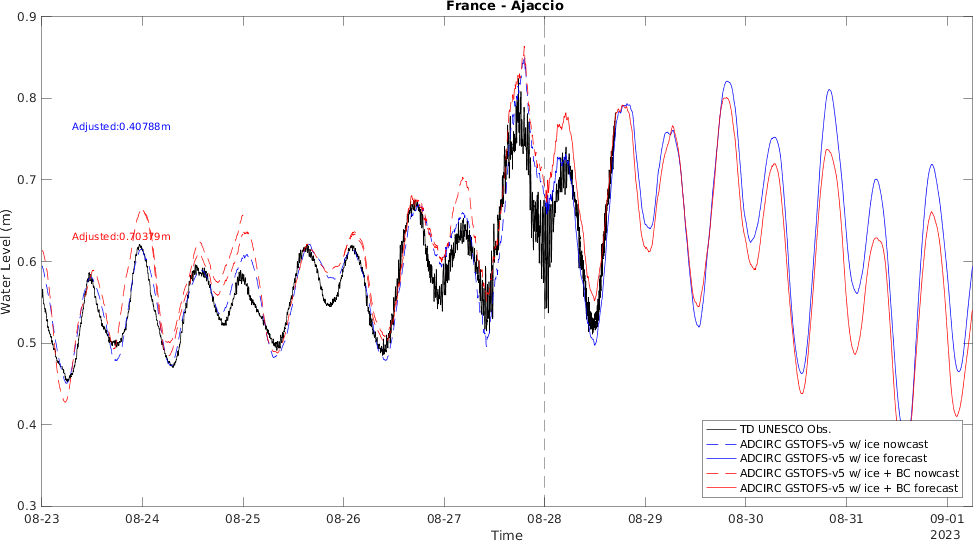 France - Ajaccio
0.9
0.8
0.7
0.6
0.5
0.4
0.3
Water Level (m)
Adjusted:0.40788m
Adjusted:0.70379m
TD UNESCO Obs.
ADCIRC GSTOFS-v5 w/ ice nowcast
ADCIRC GSTOFS-v5 w/ ice forecast
ADCIRC GSTOFS-v5 w/ ice + BC nowcast
ADCIRC GSTOFS-v5 w/ ice + BC forecast
08-23 08-24 08-25 08-26 08-27 08-28 08-29 08-30 08-31 09-01
2023
Time